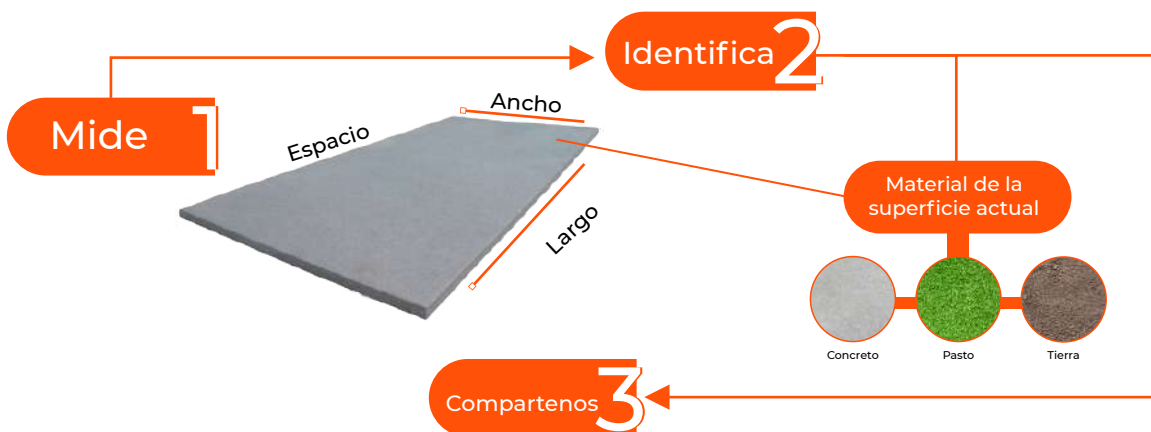 Mide 1
Ancho
Espacio
Largo
Identifica 2
Material de la
superficie actual
Concreto
Pasto
Tierra
Compartenos 3